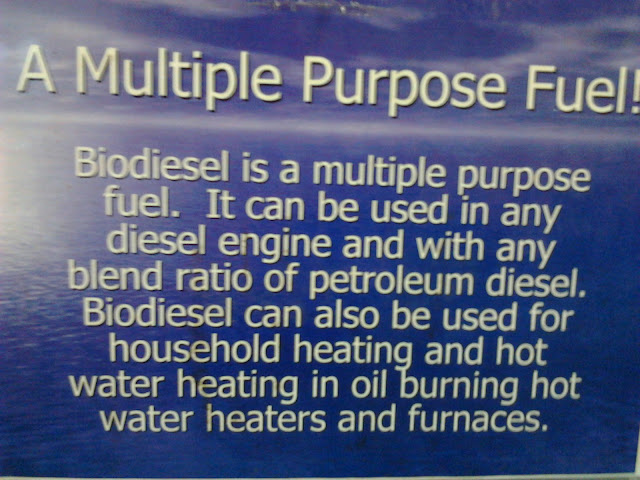 A Multiple Purpose Fuel!
Biodiesel is a multiple purpose
fuel.  It can be used in any
diesel engine and with any
blend ratio of petroleum diesel.
Biodiesel can also be used for
household heating and hot
water heating in oil burning hot
water heaters and furnaces.